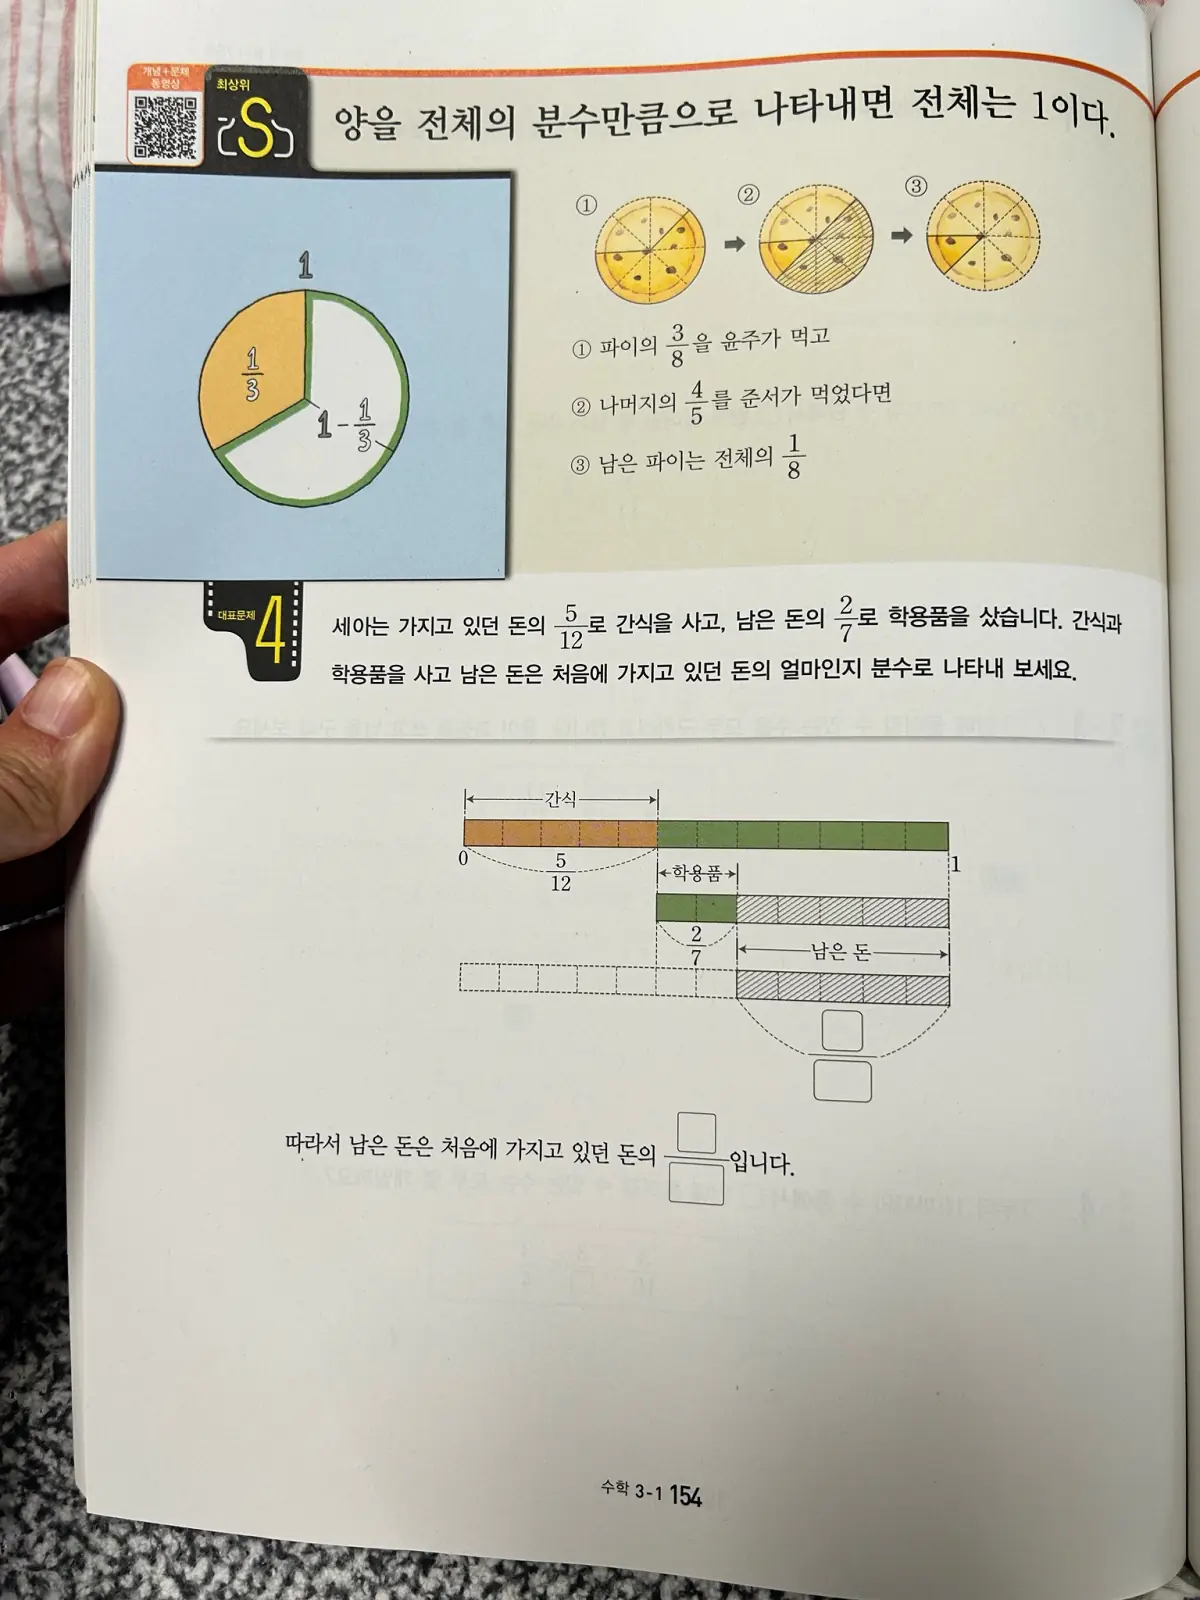 개념+문제
동영상
최상위
S
양을 전체의 분수만큼으로 나타내면 전체는 1이다.
1
1/3
1-1/3
① ② ③
① 파이의 3/8을 윤주가 먹고
② 나머지의 4/5를 준서가 먹었다면
③ 남은 파이는 전체의 1/8
대표문제 4
세아는 가지고 있던 돈의 5/12로 간식을 사고, 남은 돈의 2/7로 학용품을 샀습니다. 간식과
학용품을 사고 남은 돈은 처음에 가지고 있던 돈의 얼마인지 분수로 나타내 보세요.
간식
0 5/12 1
학용품
2/7
남은 돈
따라서 남은 돈은 처음에 가지고 있던 돈의 □/□입니다.
수학 3-1 154